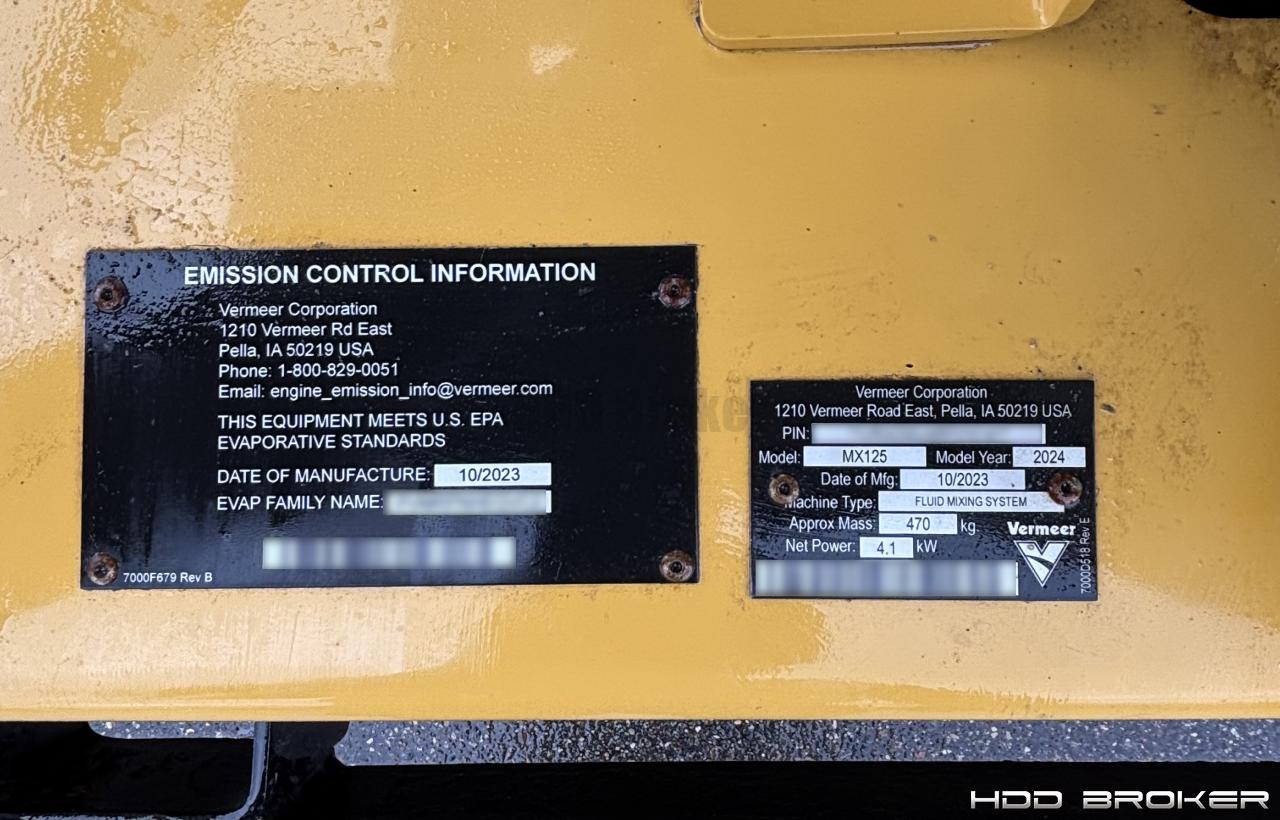 EMISSION CONTROL INFORMATION
Vermeer Corporation
1210 Vermeer Rd East
Pella, IA 50219 USA
Phone: 1-800-829-0051
Email: engine_emission_info@vermeer.com
THIS EQUIPMENT MEETS U.S. EPA
EVAPORATIVE STANDARDS
DATE OF MANUFACTURE: 10/2023
EVAP FAMILY NAME:
7000F679 Rev B
Vermeer Corporation
1210 Vermeer Road East, Pella, IA 50219 USA
PIN:
Model: MX125 Model Year: 2024
Date of Mfg: 10/2023
Machine Type: FLUID MIXING SYSTEM
Approx Mass: 470 kg
Net Power: 4.1 kW
Vermeer
7000D518 Rev E
HDD BROKER